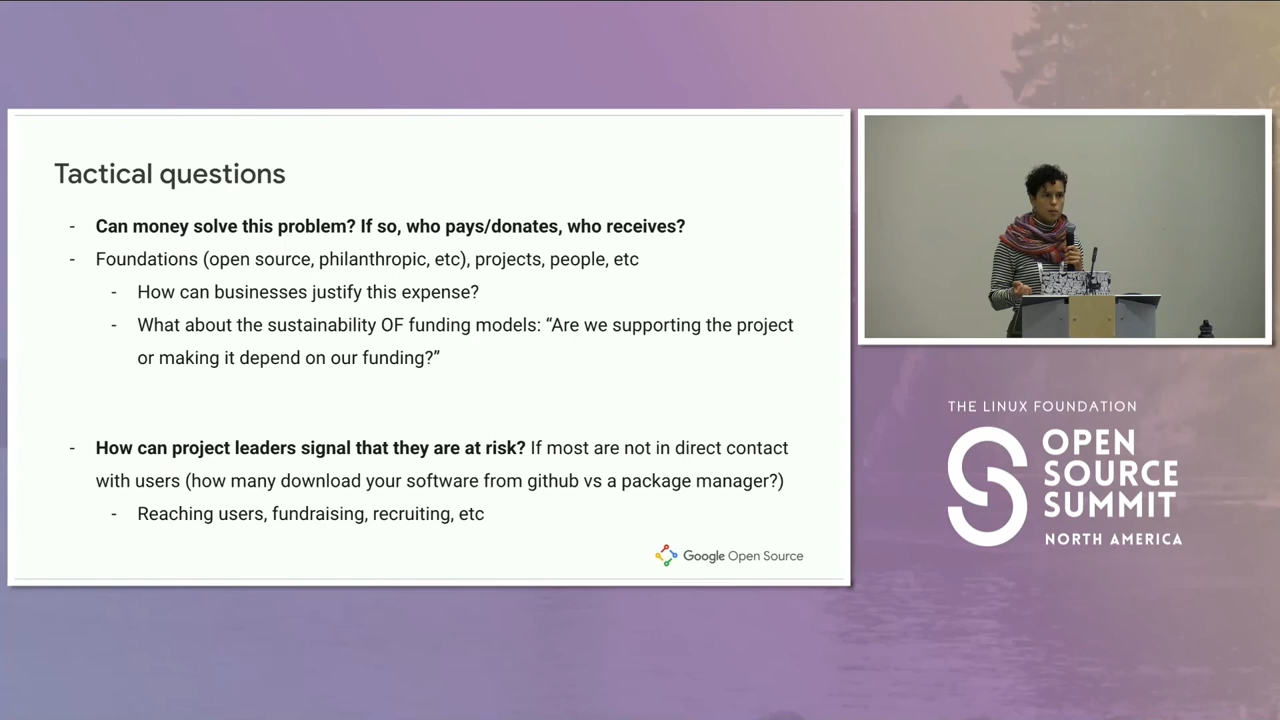 Tactical questions
- Can money solve this problem? If so, who pays/donates, who receives?
- Foundations (open source, philanthropic, etc), projects, people, etc
- How can businesses justify this expense?
- What about the sustainability OF funding models: “Are we supporting the project
or making it depend on our funding?”
- How can project leaders signal that they are at risk? If most are not in direct contact
with users (how many download your software from github vs a package manager?)
- Reaching users, fundraising, recruiting, etc
Google Open Source
THE LINUX FOUNDATION
OPEN
SOURCE
SUMMIT
NORTH AMERICA